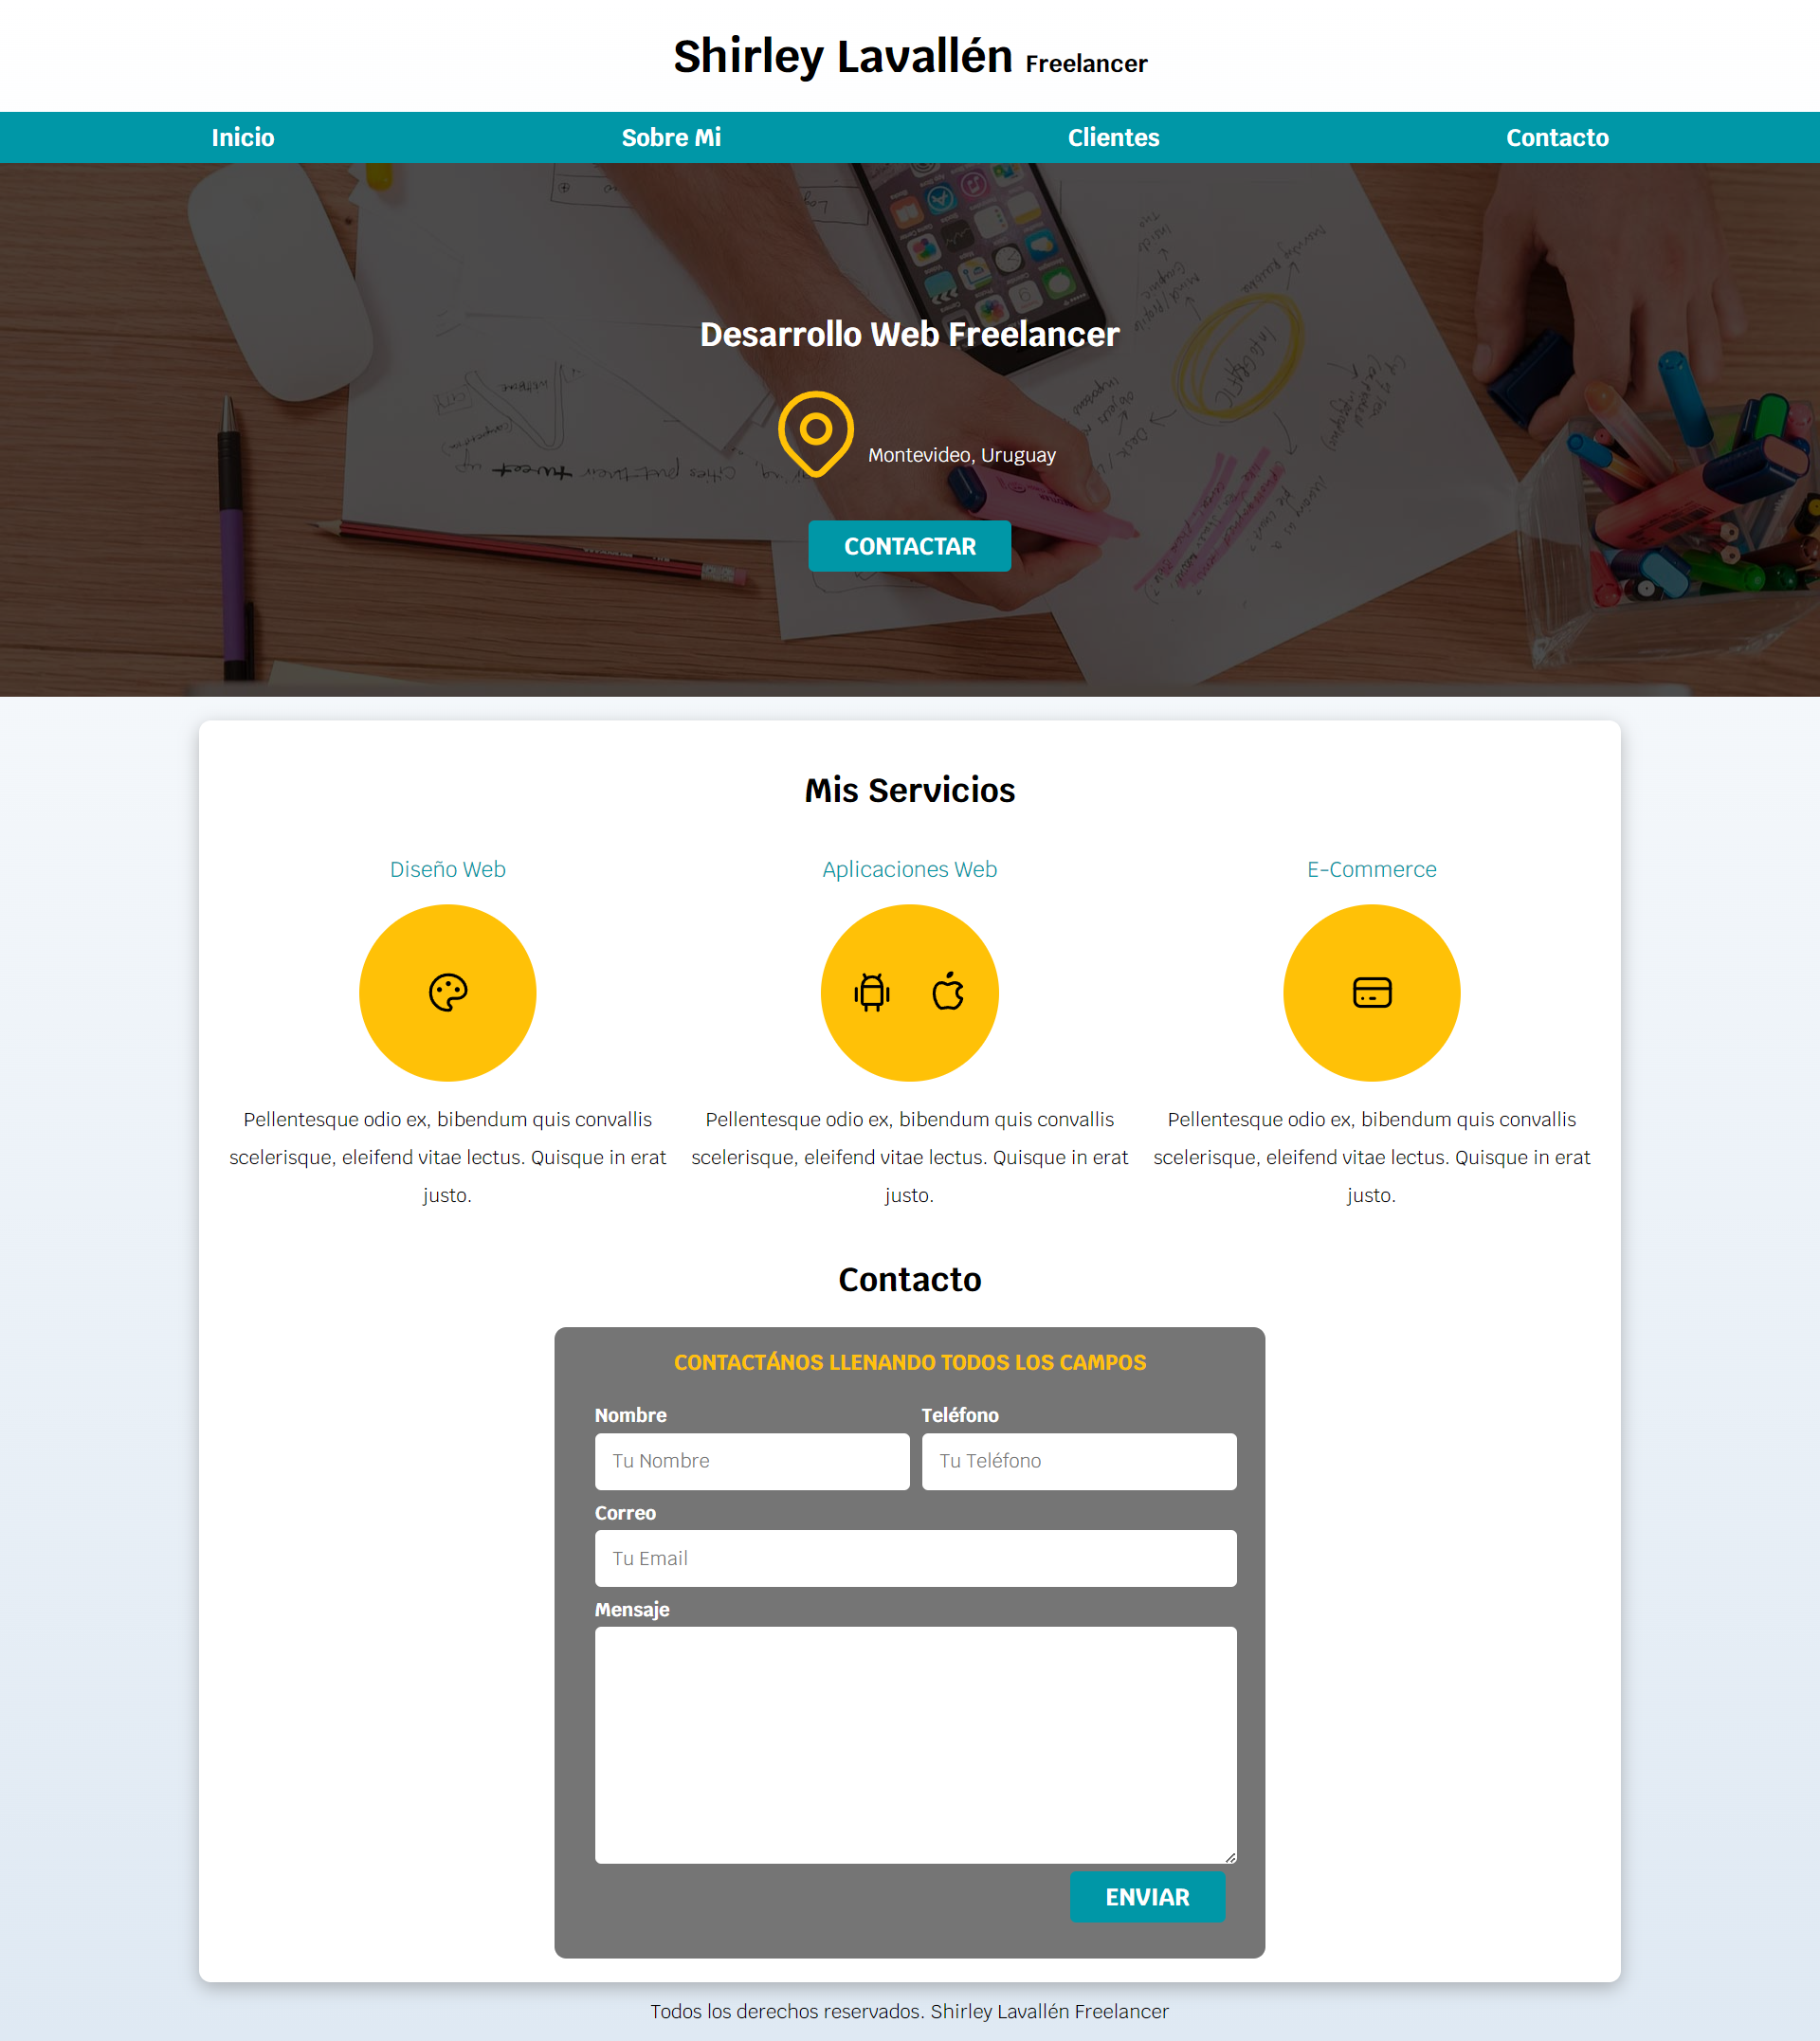 Shirley Lavallén Freelancer
Inicio Sobre Mi Clientes Contacto
Desarrollo Web Freelancer
Montevideo, Uruguay
CONTACTAR
Mis Servicios
Diseño Web Aplicaciones Web E-Commerce
Pellentesque odio ex, bibendum quis convallis
scelerisque, eleifend vitae lectus. Quisque in erat
justo.
Pellentesque odio ex, bibendum quis convallis
scelerisque, eleifend vitae lectus. Quisque in erat
justo.
Pellentesque odio ex, bibendum quis convallis
scelerisque, eleifend vitae lectus. Quisque in erat
justo.
Contacto
CONTACTÁNOS LLENANDO TODOS LOS CAMPOS
Nombre Teléfono
Tu Nombre Tu Teléfono
Correo
Tu Email
Mensaje
ENVIAR
Todos los derechos reservados. Shirley Lavallén Freelancer